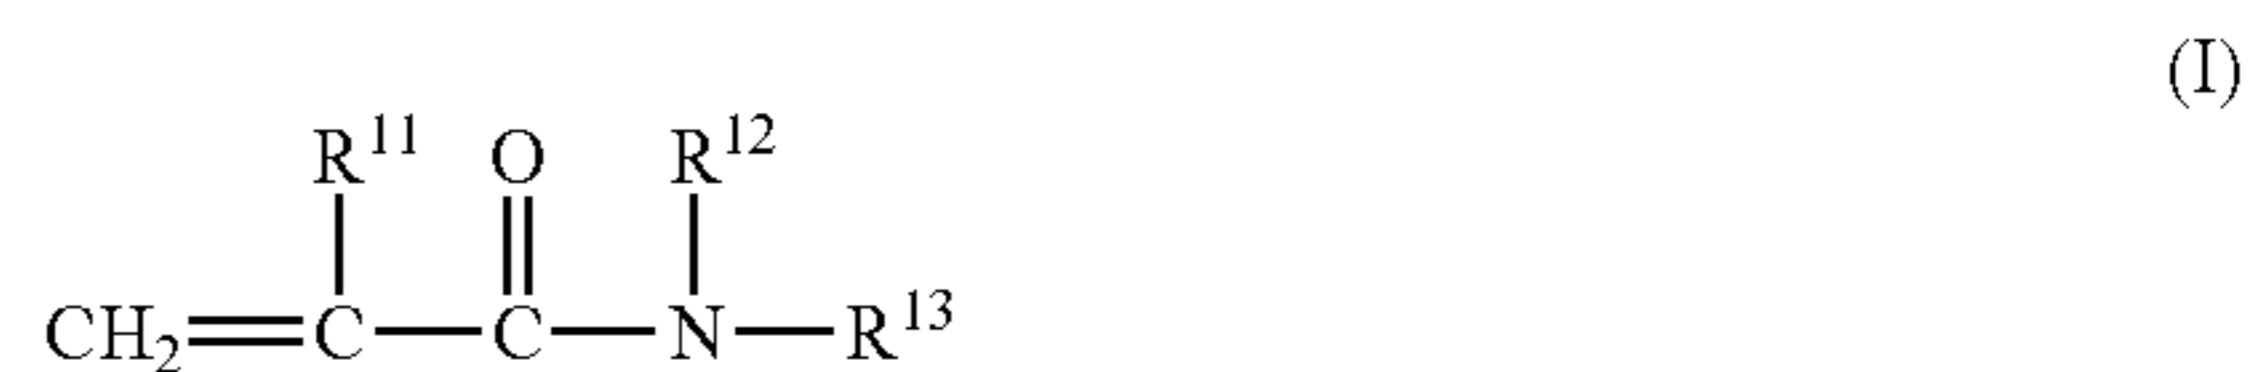 (I)
R¹¹ O R¹²
CH₂=C—C—N—R¹³